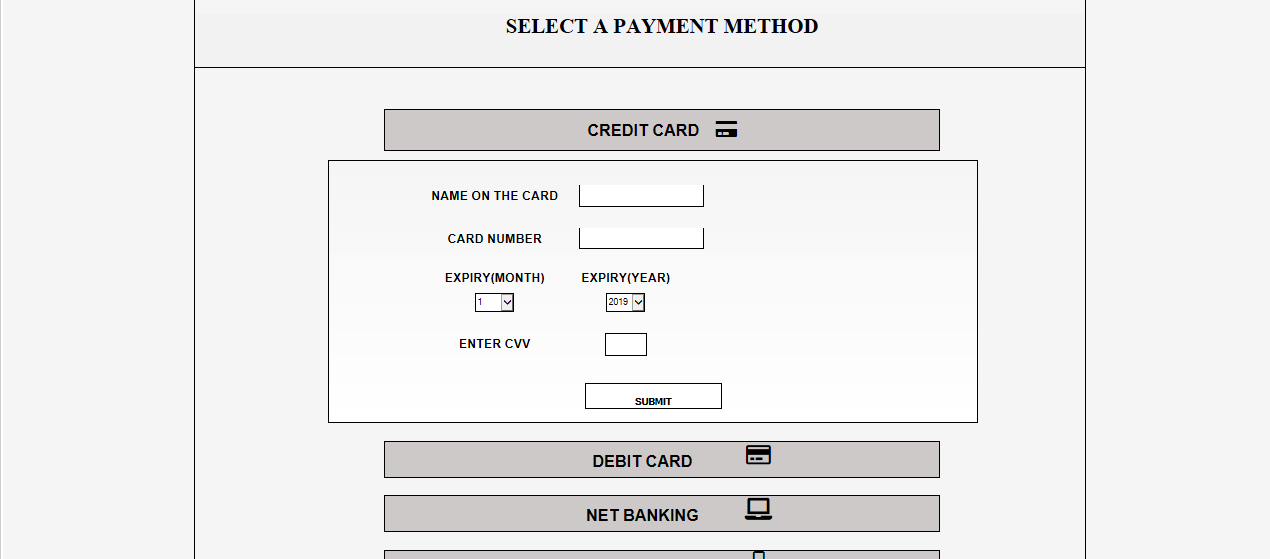 SELECT A PAYMENT METHOD
CREDIT CARD
NAME ON THE CARD
CARD NUMBER
EXPIRY(MONTH) EXPIRY(YEAR)
1 2019
ENTER CVV
SUBMIT
DEBIT CARD
NET BANKING